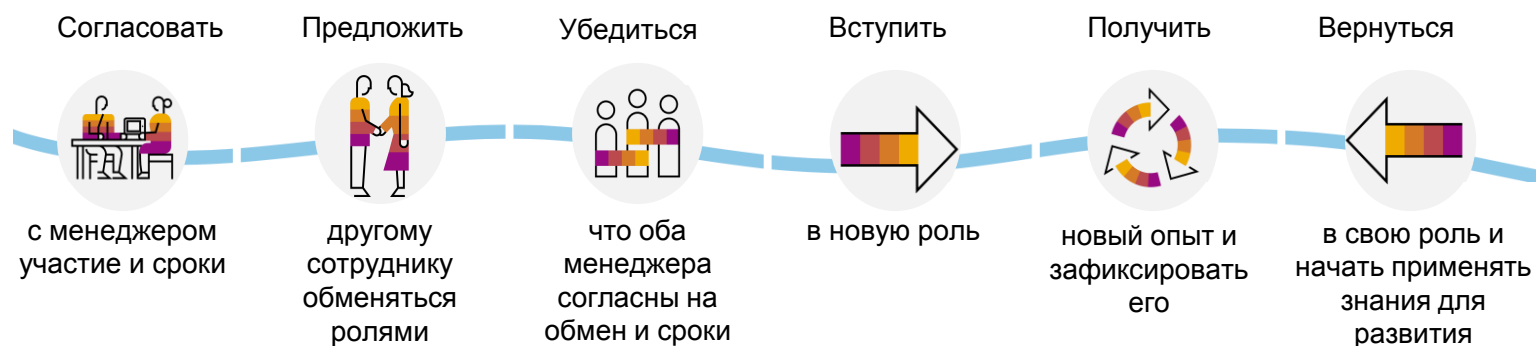 Согласовать
с менеджером
участие и сроки
Предложить
другому
сотруднику
обменяться
ролями
Убедиться
что оба
менеджера
согласны на
обмен и сроки
Вступить
в новую роль
Получить
новый опыт и
зафиксировать
его
Вернуться
в свою роль и
начать применять
знания для
развития